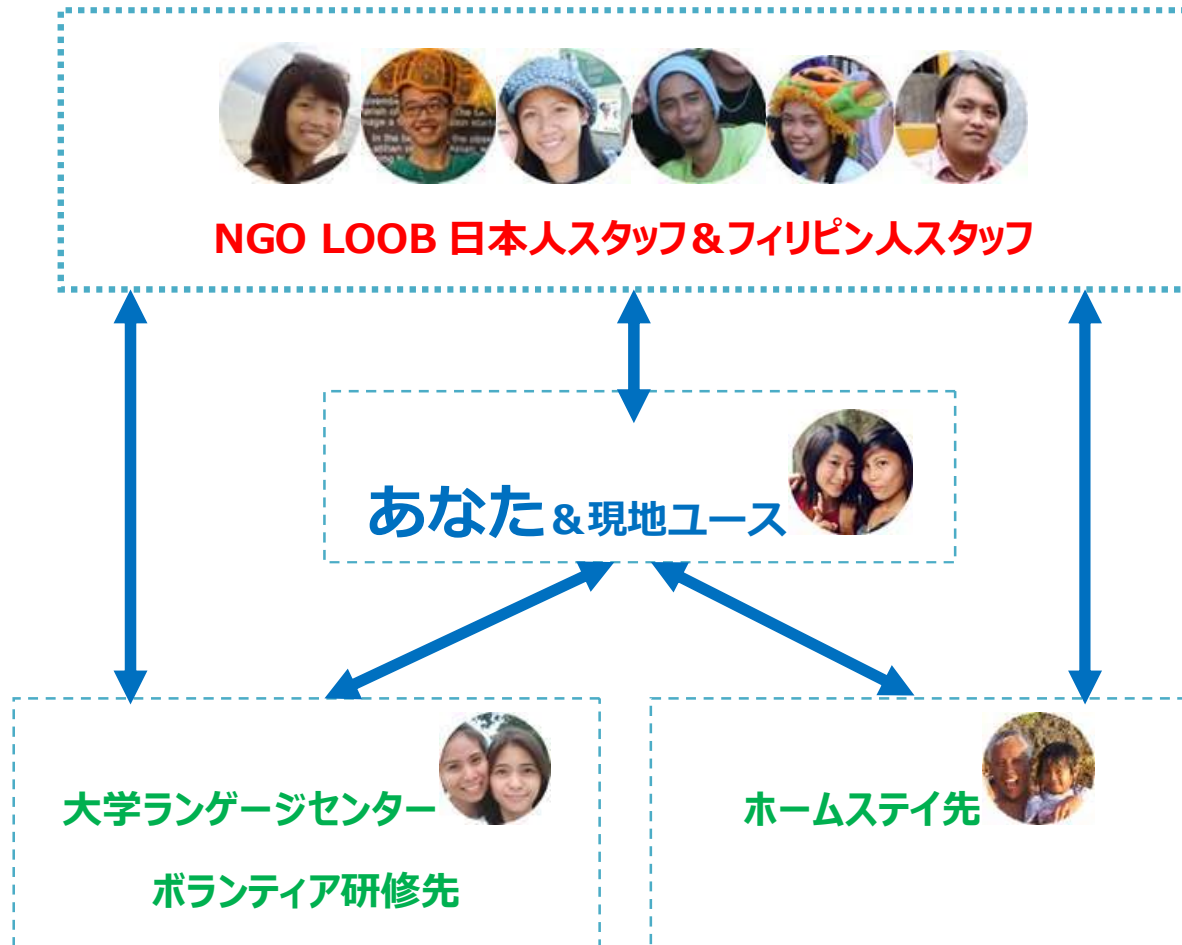 NGO LOOB 日本人スタッフ＆フィリピン人スタッフ
あなた＆現地ユース
大学ランゲージセンター
ボランティア研修先
ホームステイ先